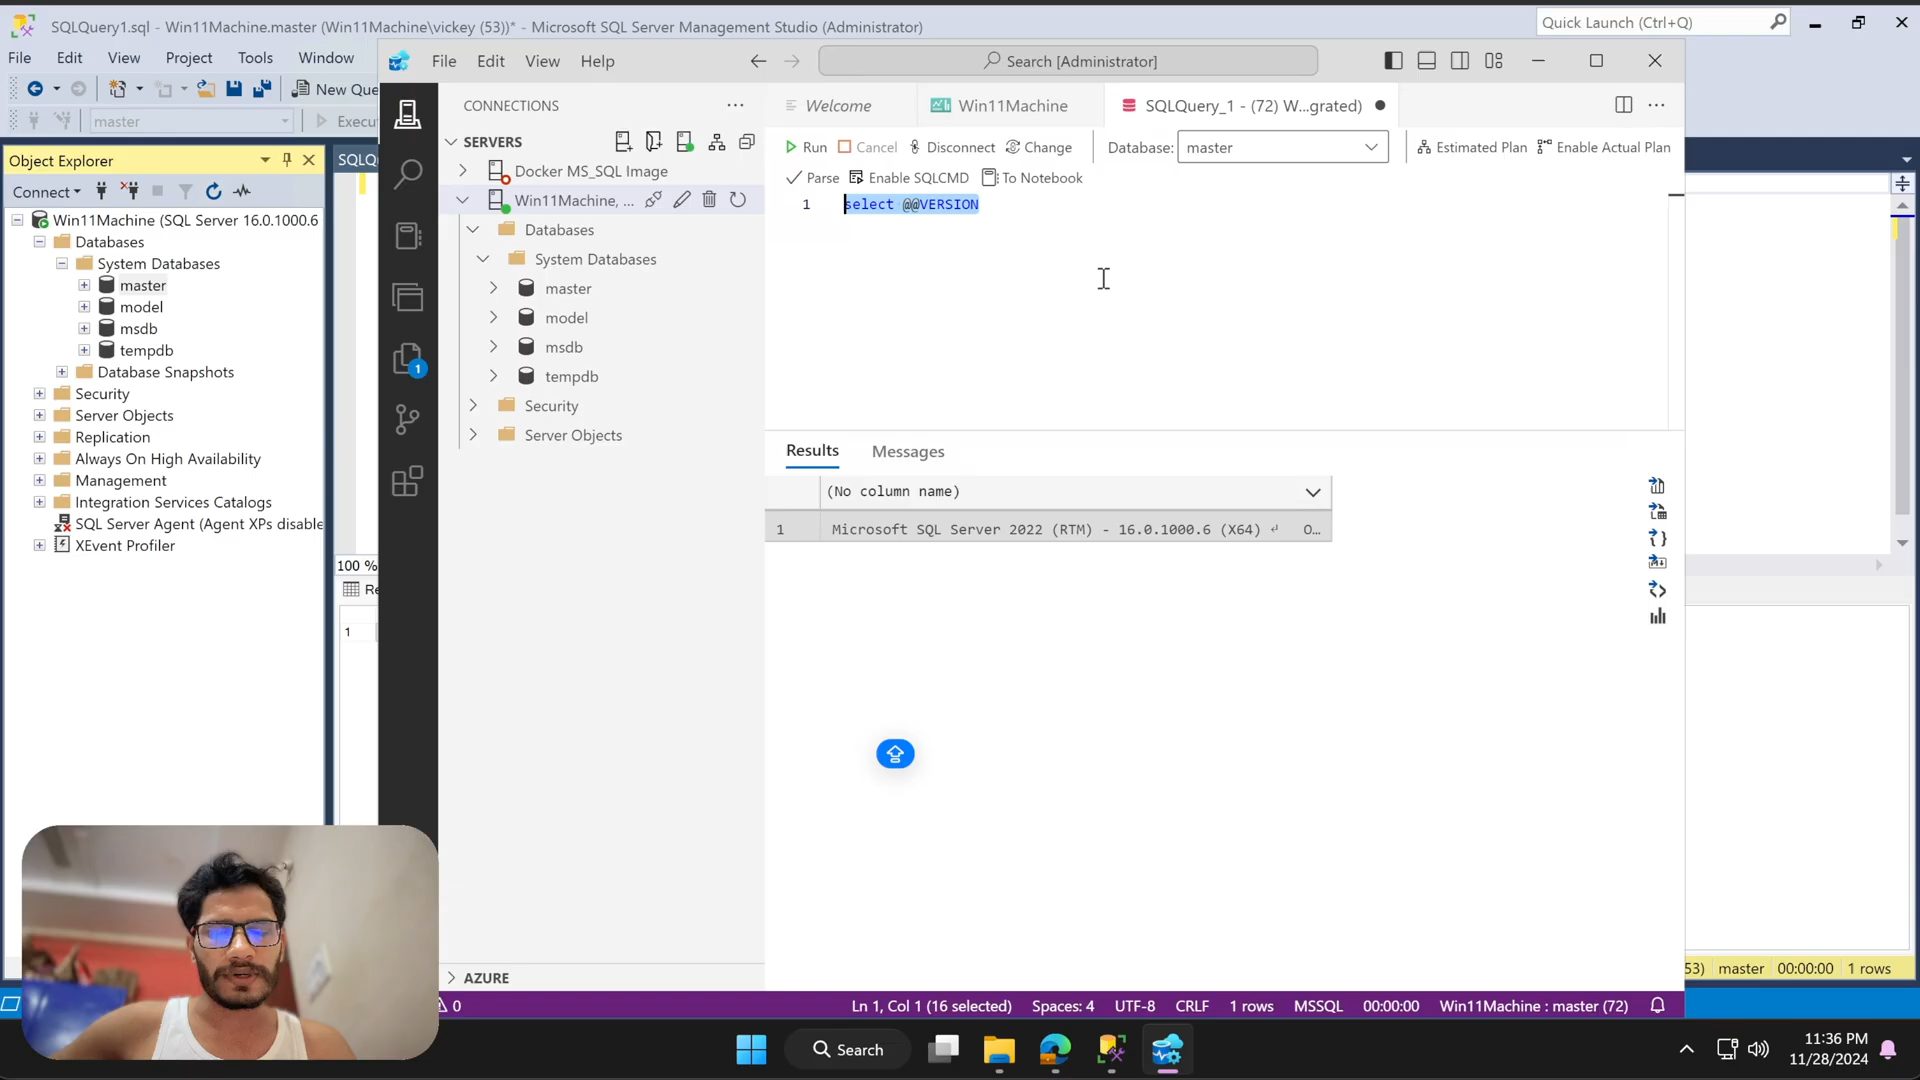 SQLQuery1.sql - Win11Machine.master (Win11Machine\vickey (53))* - Microsoft SQL Server Management Studio (Administrator)
Quick Launch (Ctrl+Q)
File Edit View Project Tools Window
New Que
master
Execu
Object Explorer
Connect
Win11Machine (SQL Server 16.0.1000.6
Databases
System Databases
master
model
msdb
tempdb
Database Snapshots
Security
Server Objects
Replication
Always On High Availability
Management
Integration Services Catalogs
SQL Server Agent (Agent XPs disable
XEvent Profiler
SQLQ
100 %
Re
1
File Edit View Help
Search [Administrator]
CONNECTIONS
SERVERS
Docker MS_SQL Image
Win11Machine, ...
Databases
System Databases
master
model
msdb
tempdb
Security
Server Objects
AZURE
1
Welcome Win11Machine SQLQuery_1 - (72) W...grated)
Run Cancel Disconnect Change Database: master Estimated Plan Enable Actual Plan
Parse Enable SQLCMD To Notebook
1 select @@VERSION
Results Messages
(No column name)
1 Microsoft SQL Server 2022 (RTM) - 16.0.1000.6 (X64) ↵ O...
53) master 00:00:00 1 rows
0 Ln 1, Col 1 (16 selected) Spaces: 4 UTF-8 CRLF 1 rows MSSQL 00:00:00 Win11Machine : master (72)
Search
11:36 PM
11/28/2024